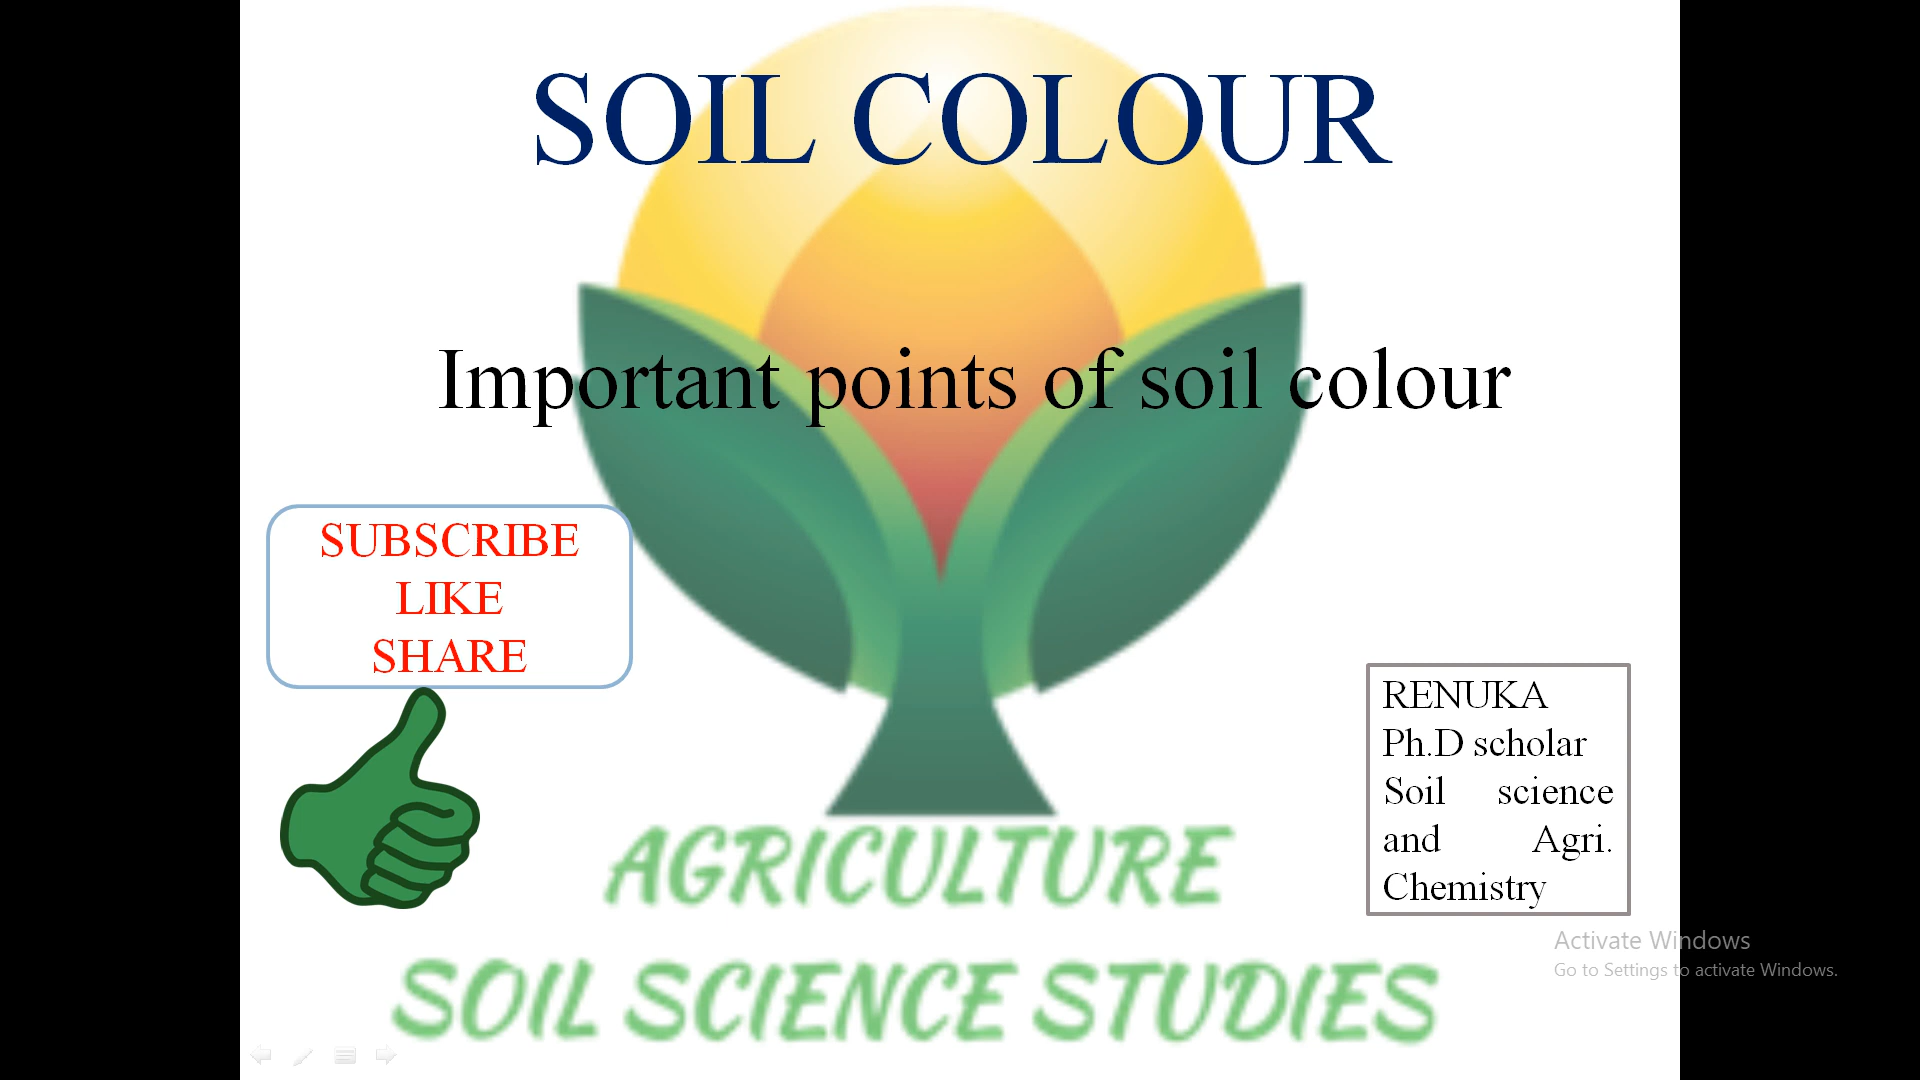 SOIL COLOUR
Important points of soil colour
SUBSCRIBE
LIKE
SHARE
RENUKA
Ph.D scholar
Soil science
and Agri.
Chemistry
AGRICULTURE
SOIL SCIENCE STUDIES
Activate Windows
Go to Settings to activate Windows.